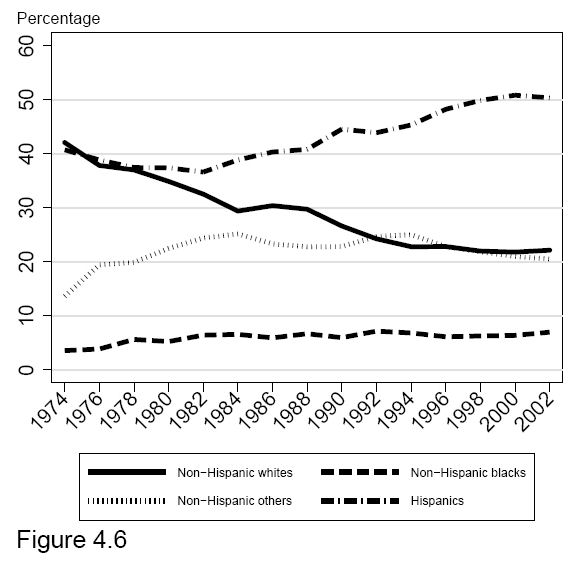 Percentage
60
50
40
30
20
10
0
1974 1976 1978 1980 1982 1984 1986 1988 1990 1992 1994 1996 1998 2000 2002
Non-Hispanic whites Non-Hispanic blacks
Non-Hispanic others Hispanics
Figure 4.6